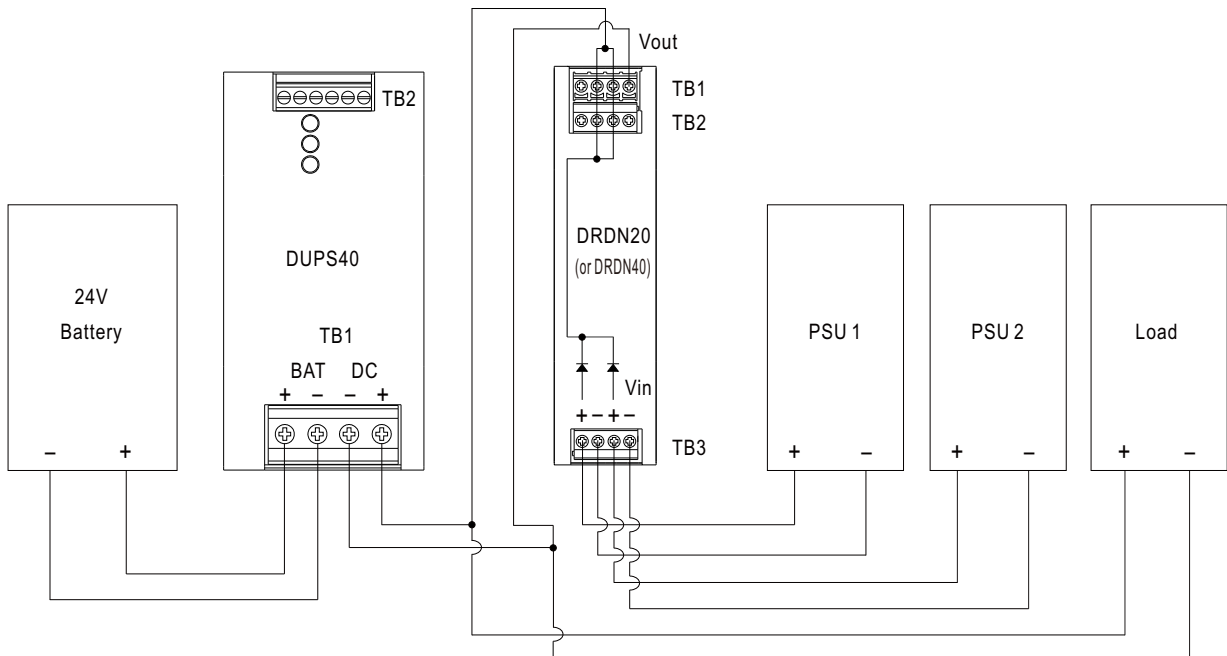 Vout
TB1
TB2
TB2
DUPS40
TB1
BAT DC
+ − − +
24V
Battery
− +
DRDN20
(or DRDN40)
Vin
+ − + −
TB3
PSU 1
+ −
PSU 2
+ −
Load
+ −